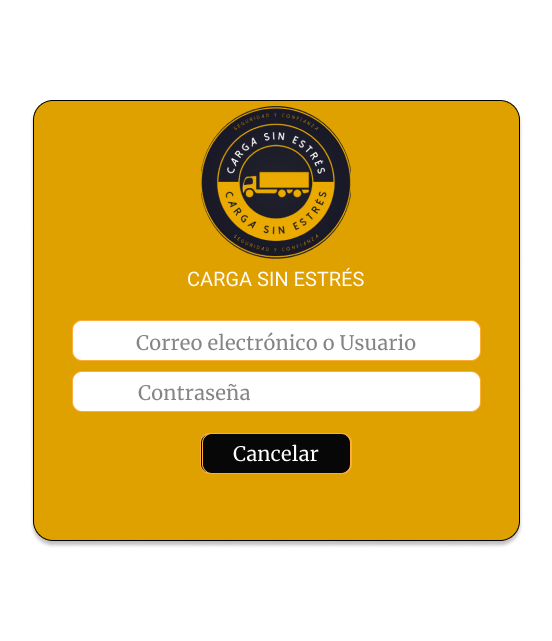 SEGURIDAD Y CONFIANZA
CARGA SIN ESTRÉS
CARGA SIN ESTRÉS
SEGURIDAD Y CONFIANZA
CARGA SIN ESTRÉS
Correo electrónico o Usuario
Contraseña
Cancelar